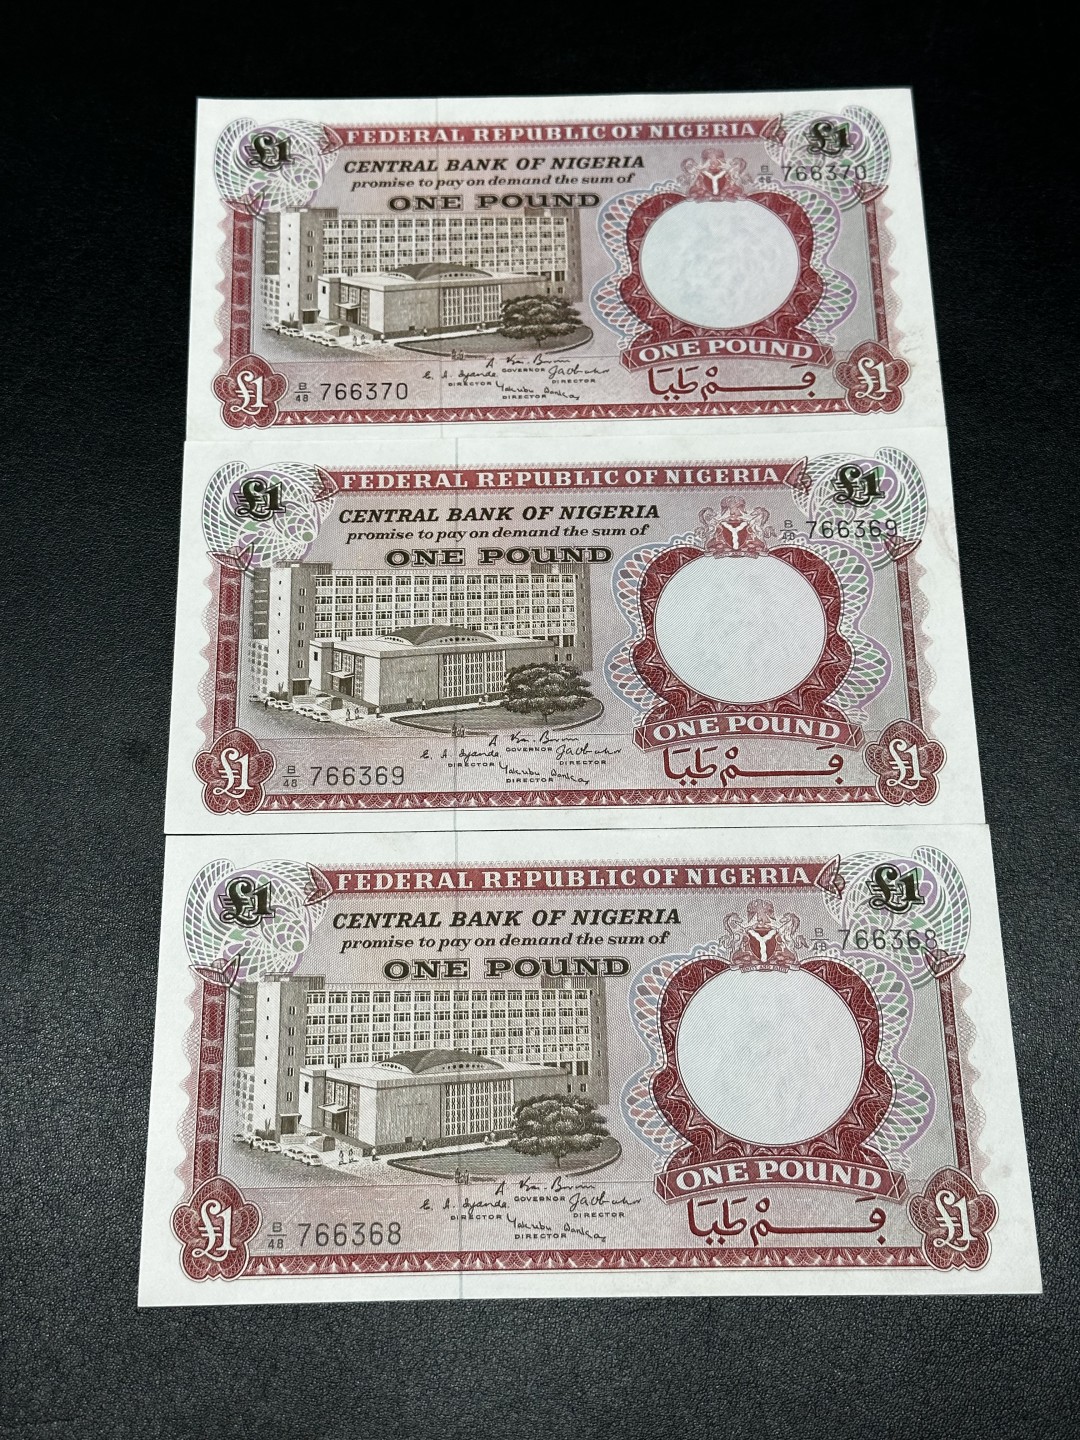 £1 FEDERAL REPUBLIC OF NIGERIA £1
CENTRAL BANK OF NIGERIA B/48 766370
promise to pay on demand the sum of
ONE POUND
ONE POUND
GOVERNOR
DIRECTOR DIRECTOR
DIRECTOR
£1 B/48 766370 فَمْ طَبَا £1
£1 FEDERAL REPUBLIC OF NIGERIA £1
CENTRAL BANK OF NIGERIA B/48 766369
promise to pay on demand the sum of
ONE POUND
ONE POUND
GOVERNOR
DIRECTOR DIRECTOR
DIRECTOR
£1 B/48 766369 فَمْ طَبَا £1
£1 FEDERAL REPUBLIC OF NIGERIA £1
CENTRAL BANK OF NIGERIA B/48 766368
promise to pay on demand the sum of
ONE POUND
ONE POUND
GOVERNOR
DIRECTOR DIRECTOR
DIRECTOR
£1 B/48 766368 فَمْ طَبَا £1